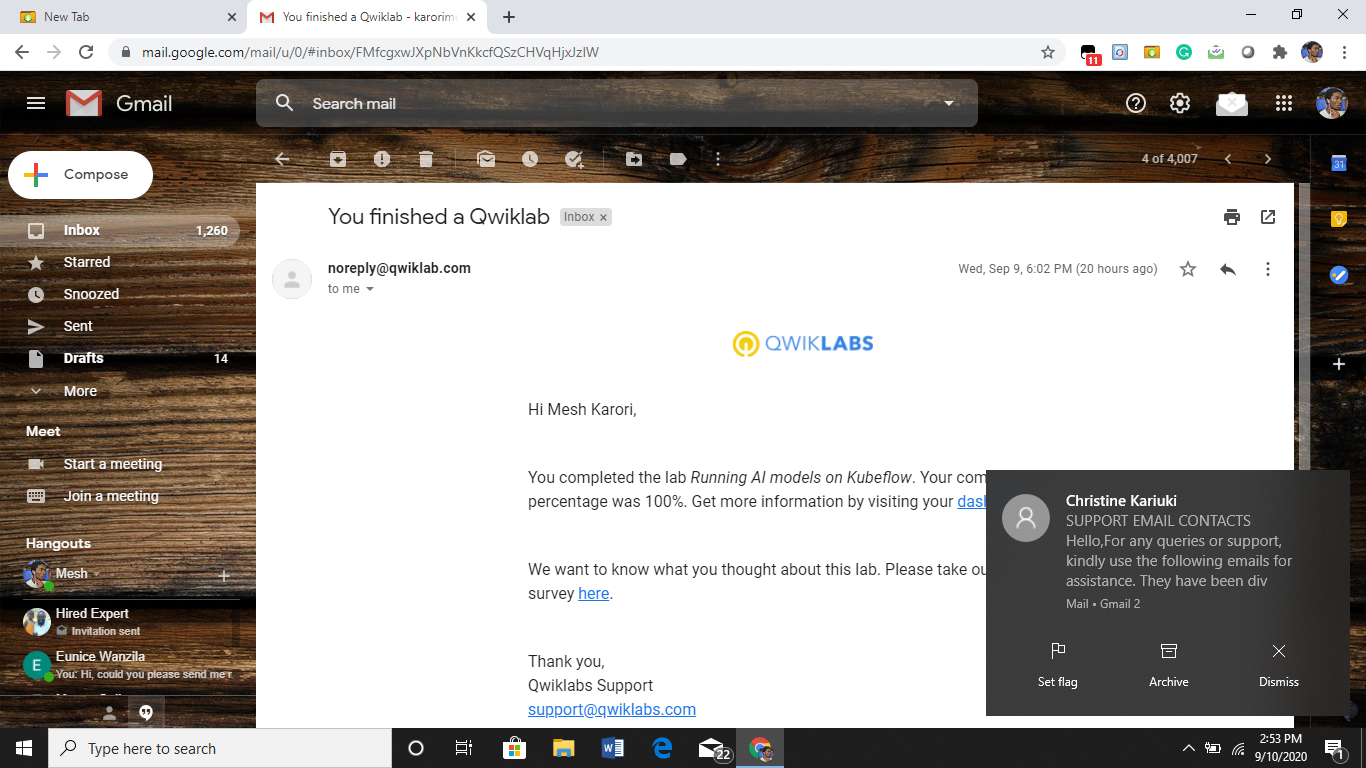 New Tab
You finished a Qwiklab - karorim
mail.google.com/mail/u/0/#inbox/FMfcgxwJXpNbVnKkcfQSzCHVqHjxJzlW
11
Gmail
Search mail
Compose
4 of 4,007
31
You finished a Qwiklab
Inbox x
Inbox 1,260
Starred
Snoozed
Sent
Drafts 14
More
Meet
Start a meeting
Join a meeting
Hangouts
Mesh
Hired Expert
Invitation sent
E
Eunice Wanzila
You: Hi, could you please send me r
noreply@qwiklab.com
Wed, Sep 9, 6:02 PM (20 hours ago)
to me
QWIKLABS
Hi Mesh Karori,
You completed the lab Running AI models on Kubeflow. Your com
percentage was 100%. Get more information by visiting your das
We want to know what you thought about this lab. Please take ou
survey here.
Thank you,
Qwiklabs Support
support@qwiklabs.com
Christine Kariuki
SUPPORT EMAIL CONTACTS
Hello,For any queries or support,
kindly use the following emails for
assistance. They have been div
Mail • Gmail 2
Set flag
Archive
Dismiss
Type here to search
22
2:53 PM
9/10/2020
1